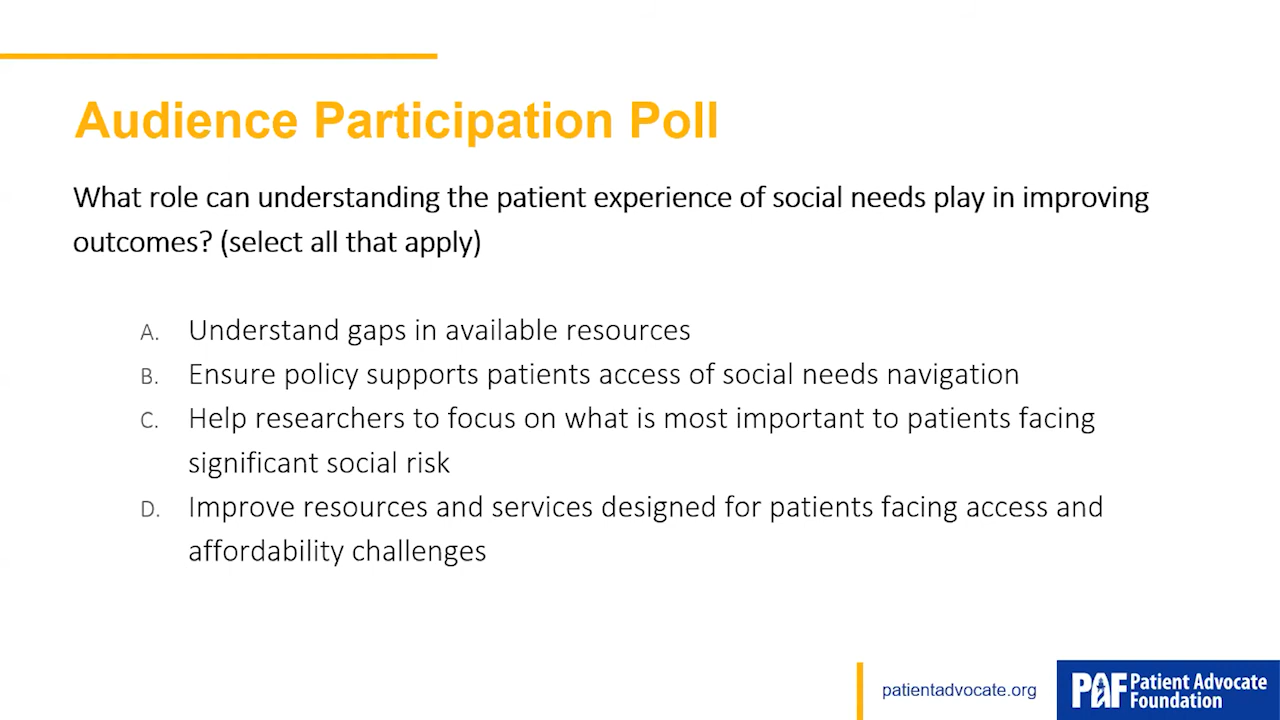 Audience Participation Poll
What role can understanding the patient experience of social needs play in improving
outcomes? (select all that apply)
A. Understand gaps in available resources
B. Ensure policy supports patients access of social needs navigation
C. Help researchers to focus on what is most important to patients facing
significant social risk
D. Improve resources and services designed for patients facing access and
affordability challenges
patientadvocate.org
PAF Patient Advocate
Foundation